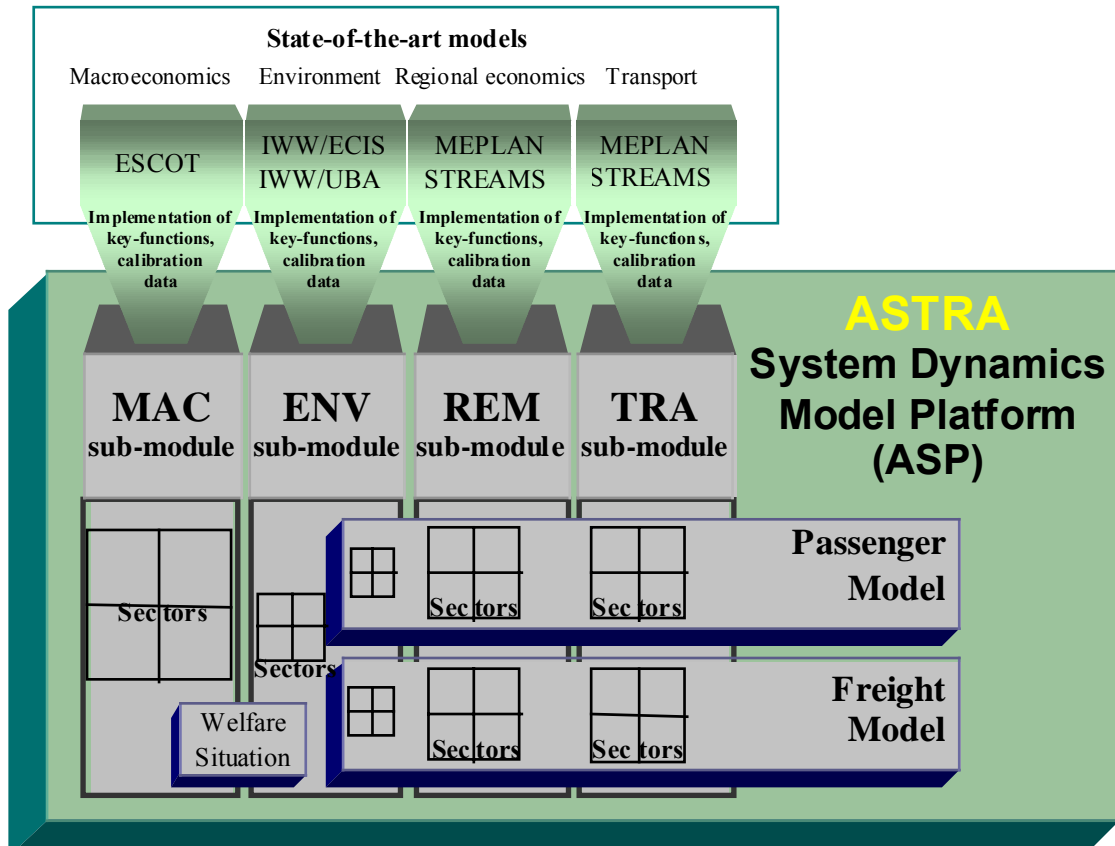 State-of-the-art models
Macroeconomics Environment Regional economics Transport
ESCOT
IWW/ECIS
IWW/UBA
MEPLAN
STREAMS
MEPLAN
STREAMS
Implementation of
key-functions,
calibration
data
Implementation of
key-functions,
calibration
data
Implementation of
key-functions,
calibration
data
Implementation of
key-functions,
calibration
data
ASTRA
System Dynamics
Model Platform
(ASP)
MAC
sub-module
ENV
sub-module
REM
sub-module
TRA
sub-module
Sectors
Sectors
Sectors
Sectors
Passenger
Model
Sectors
Sectors
Freight
Model
Welfare
Situation